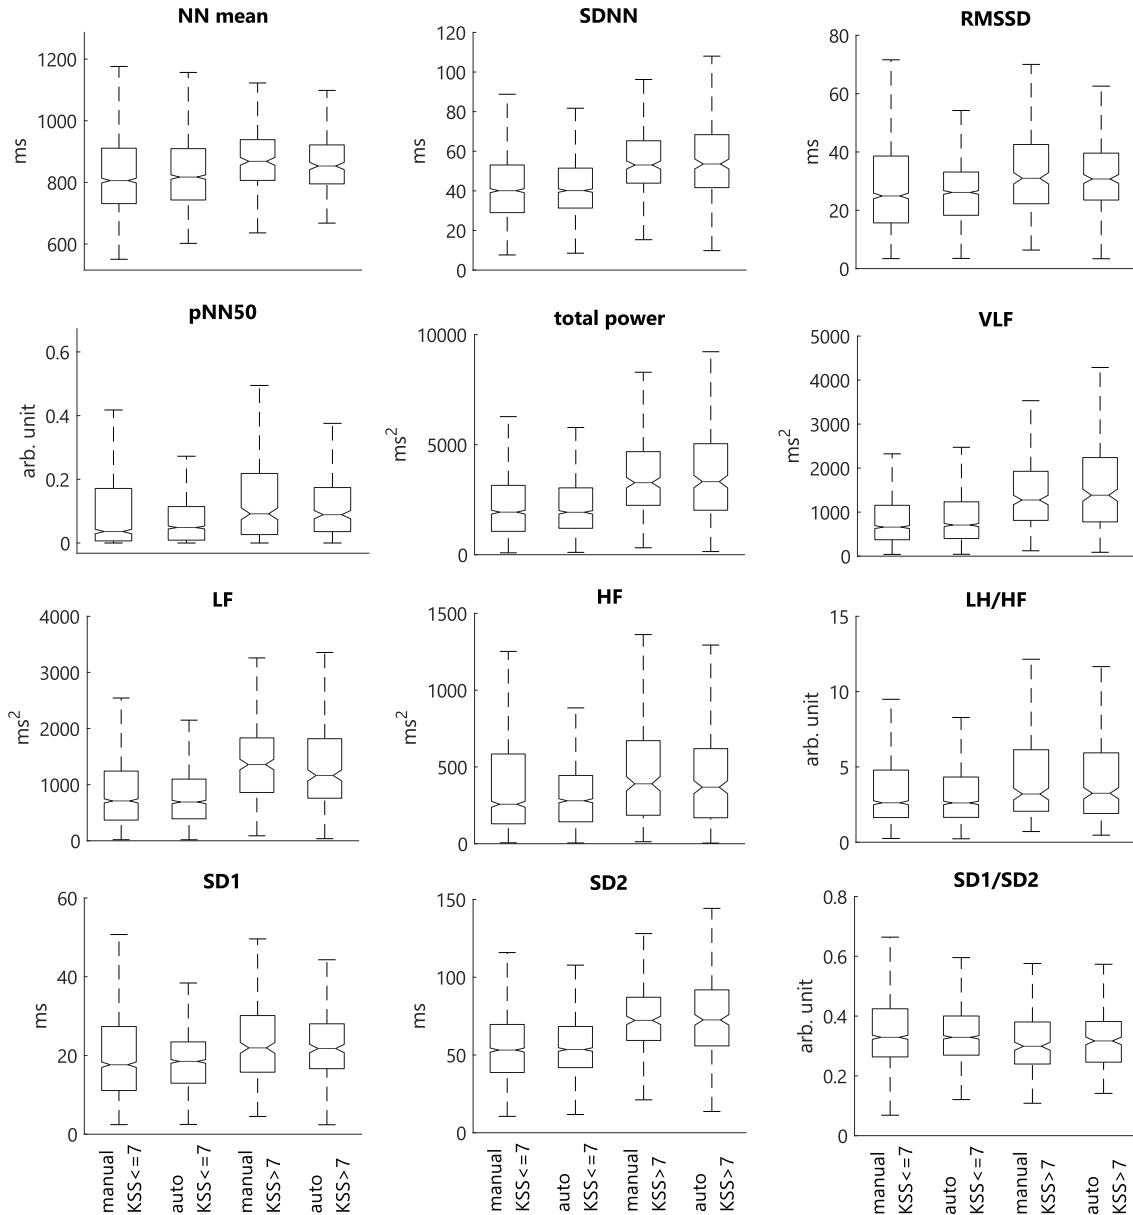 NN mean
1200
1000
800
600
ms
SDNN
120
100
80
60
40
20
0
ms
RMSSD
80
60
40
20
0
ms
pNN50
0.6
0.4
0.2
0
arb. unit
total power
10000
5000
0
ms²
VLF
5000
4000
3000
2000
1000
0
ms²
LF
4000
3000
2000
1000
0
ms²
HF
1500
1000
500
0
ms²
LH/HF
15
10
5
0
arb. unit
SD1
60
40
20
0
ms
manual
KSS<=7
auto
KSS<=7
manual
KSS>7
auto
KSS>7
SD2
150
100
50
0
ms
manual
KSS<=7
auto
KSS<=7
manual
KSS>7
auto
KSS>7
SD1/SD2
0.8
0.6
0.4
0.2
0
arb. unit
manual
KSS<=7
auto
KSS<=7
manual
KSS>7
auto
KSS>7